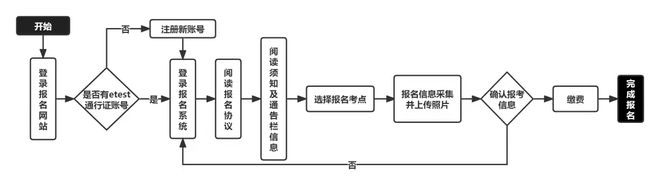 开始
登录报名网站
是否有etest
通行证账号
否
注册新账号
是
登录报名系统
阅读报名协议
阅读须知及通告栏信息
选择报名考点
报名信息采集
并上传照片
确认报考
信息
否
缴费
完成报名